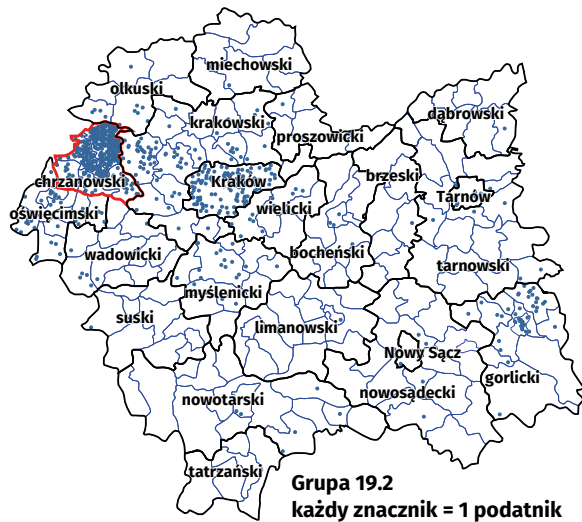 miechowski
olkuski
dąbrowski
krakowski
proszowicki
brzeski
chrzanowski
Kraków
Tarnów
oświęcimski
wielicki
wadowicki
bocheński
tarnowski
myślenicki
suski
limanowski
Nowy Sącz
gorlicki
nowotarski
nowosądecki
tatrzański
Grupa 19.2
każdy znacznik = 1 podatnik